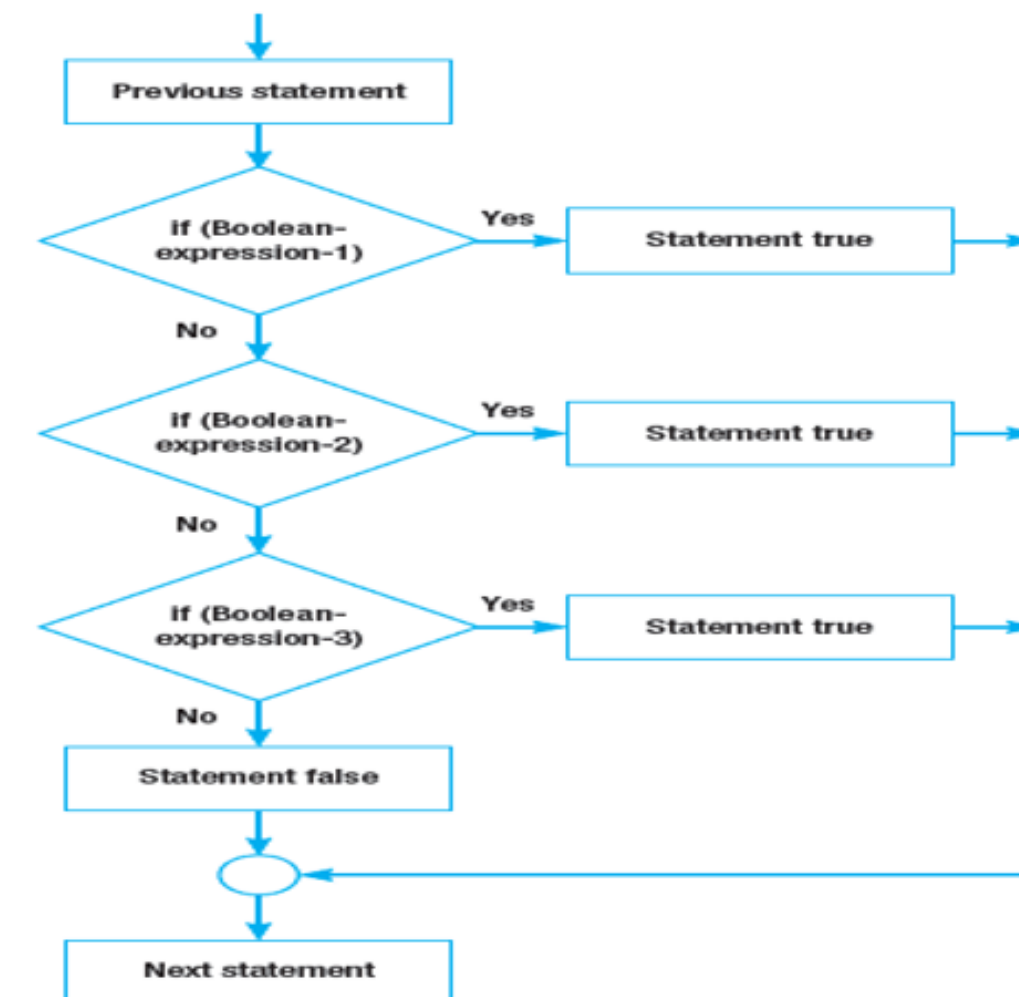 Previous statement
if (Boolean-
expression-1)
Yes
Statement true
No
if (Boolean-
expression-2)
Yes
Statement true
No
if (Boolean-
expression-3)
Yes
Statement true
No
Statement false
Next statement